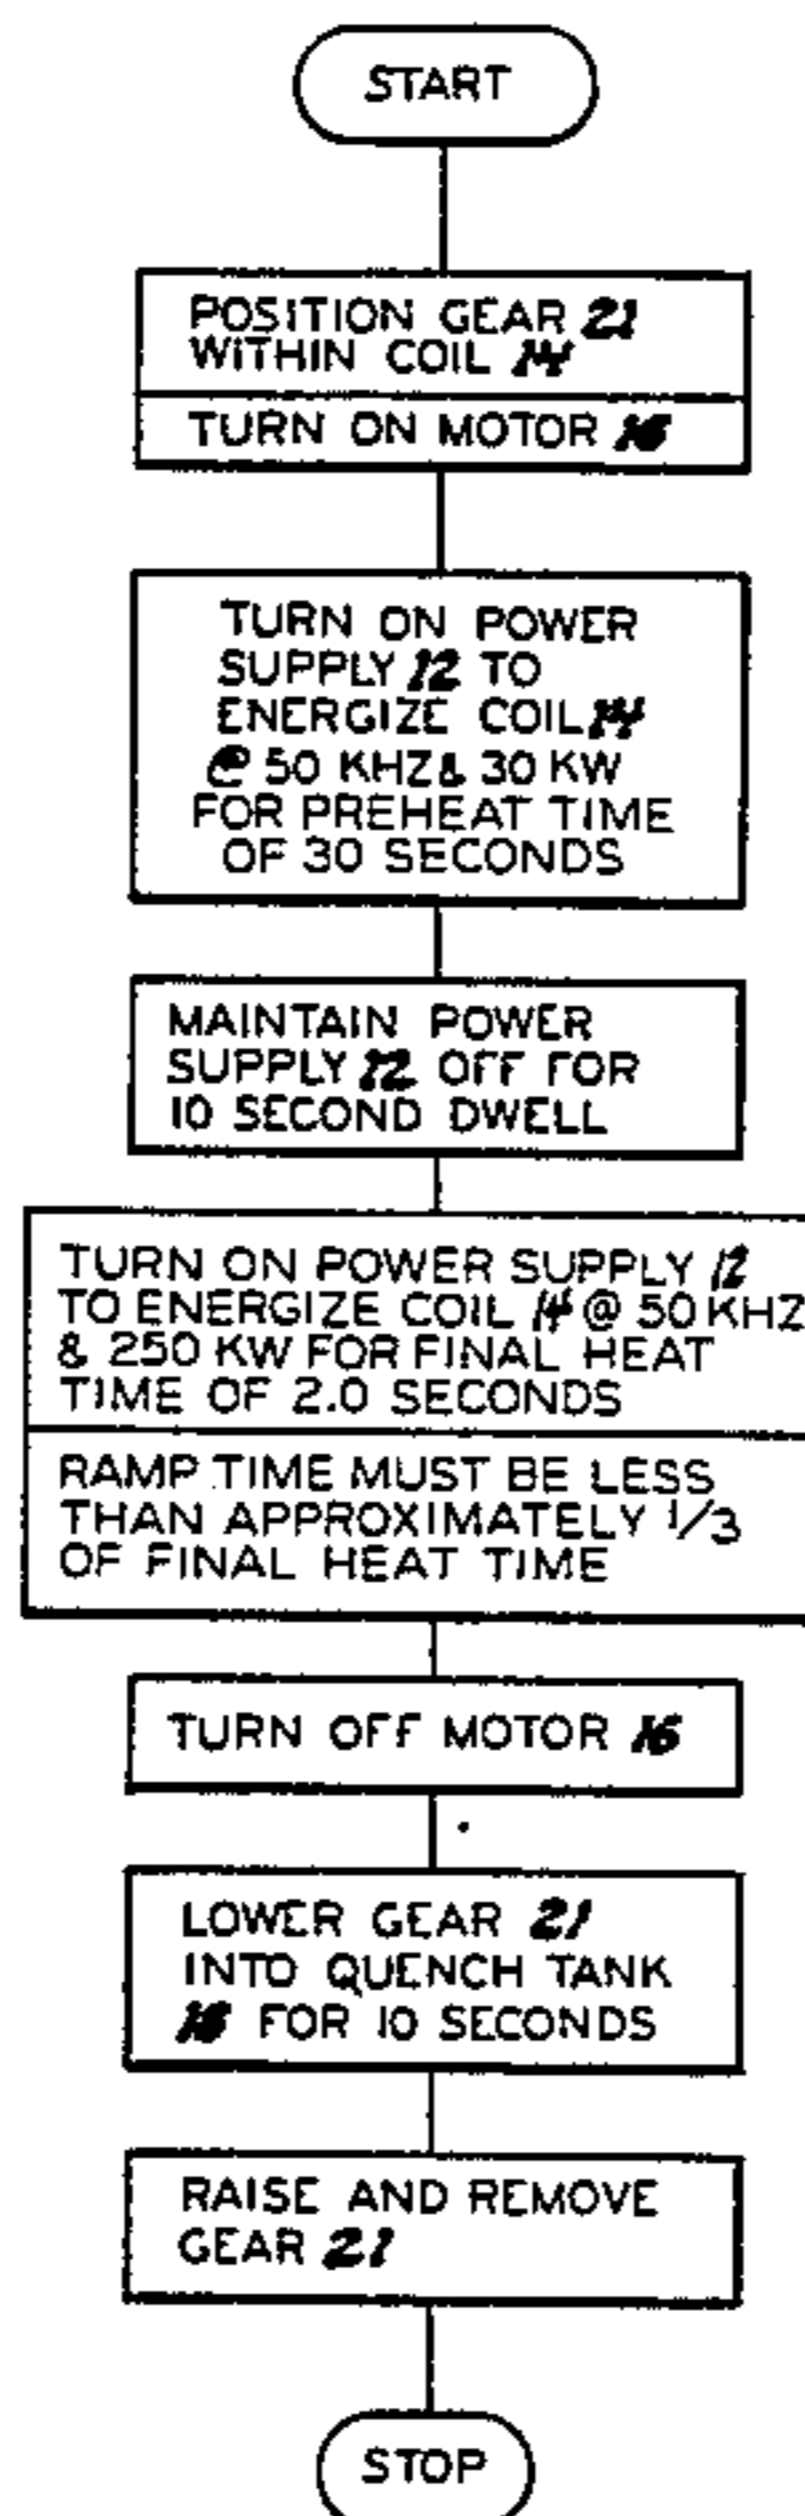 START
POSITION GEAR 21
WITHIN COIL 14
TURN ON MOTOR 16
TURN ON POWER
SUPPLY 12 TO
ENERGIZE COIL 14
@ 50 KHZ & 30 KW
FOR PREHEAT TIME
OF 30 SECONDS
MAINTAIN POWER
SUPPLY 12 OFF FOR
10 SECOND DWELL
TURN ON POWER SUPPLY 12
TO ENERGIZE COIL 14 @ 50 KHZ
& 250 KW FOR FINAL HEAT
TIME OF 2.0 SECONDS
RAMP TIME MUST BE LESS
THAN APPROXIMATELY 1/3
OF FINAL HEAT TIME
TURN OFF MOTOR 16
LOWER GEAR 21
INTO QUENCH TANK
FOR 10 SECONDS
RAISE AND REMOVE
GEAR 21
STOP